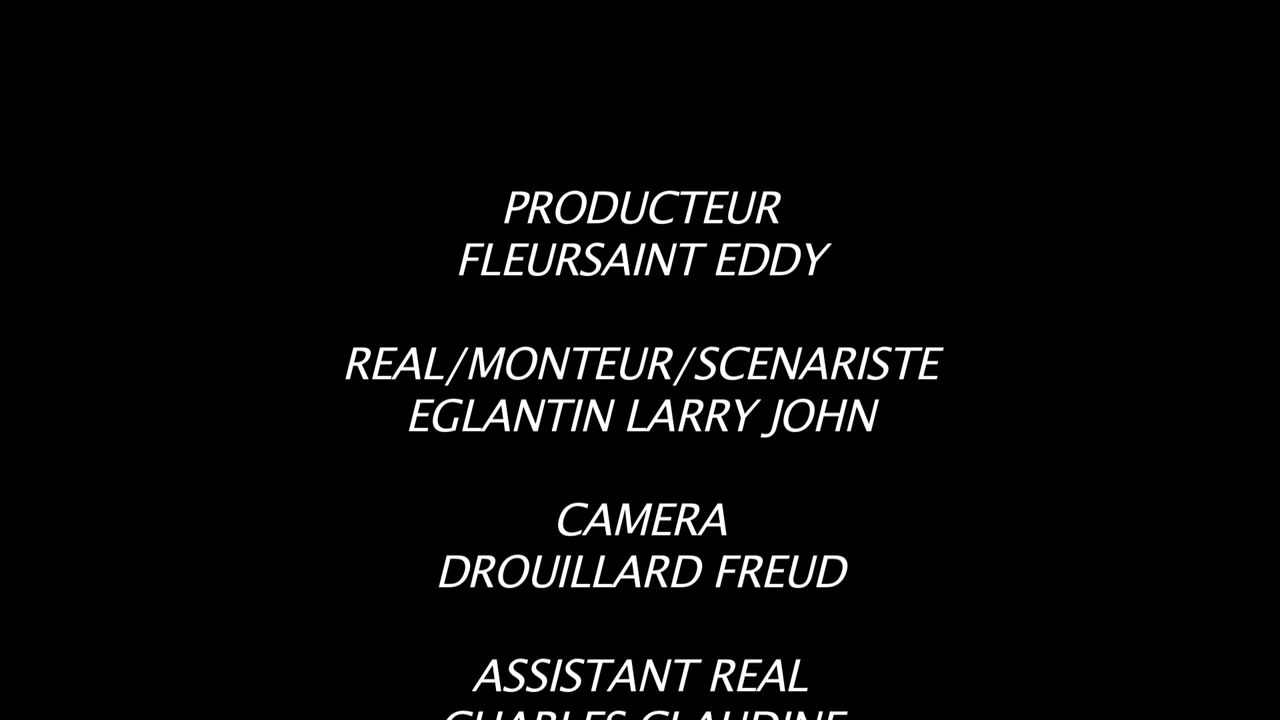 PRODUCTEUR
FLEURSAINT EDDY
REAL/MONTEUR/SCENARISTE
EGLANTIN LARRY JOHN
CAMERA
DROUILLARD FREUD
ASSISTANT REAL
CHARLES CLAUDINE